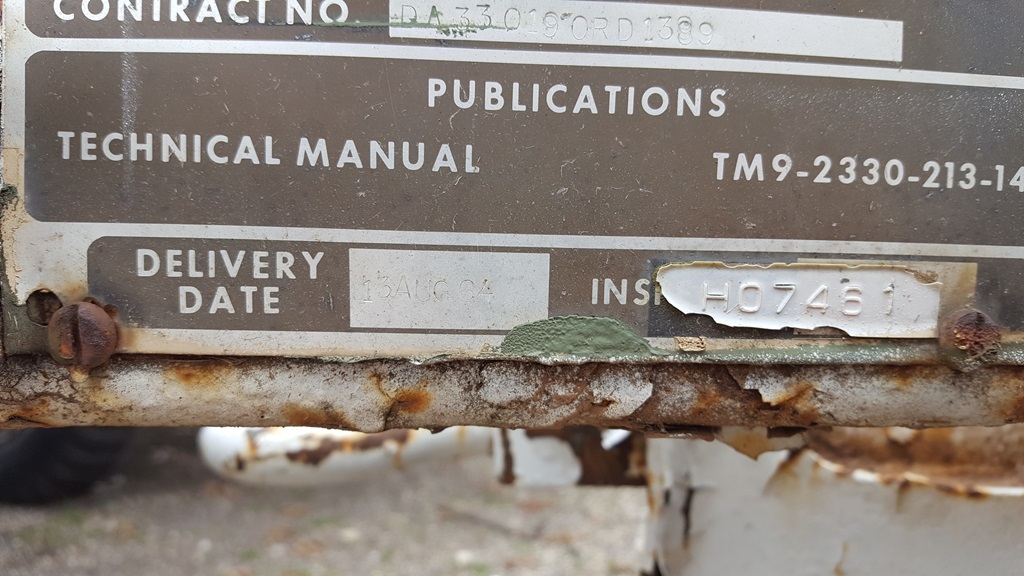 CONTRACT NO DA 33 019 ORD 1389
PUBLICATIONS
TECHNICAL MANUAL TM9-2330-213-14
DELIVERY DATE 13AUG 64 INSP H07461